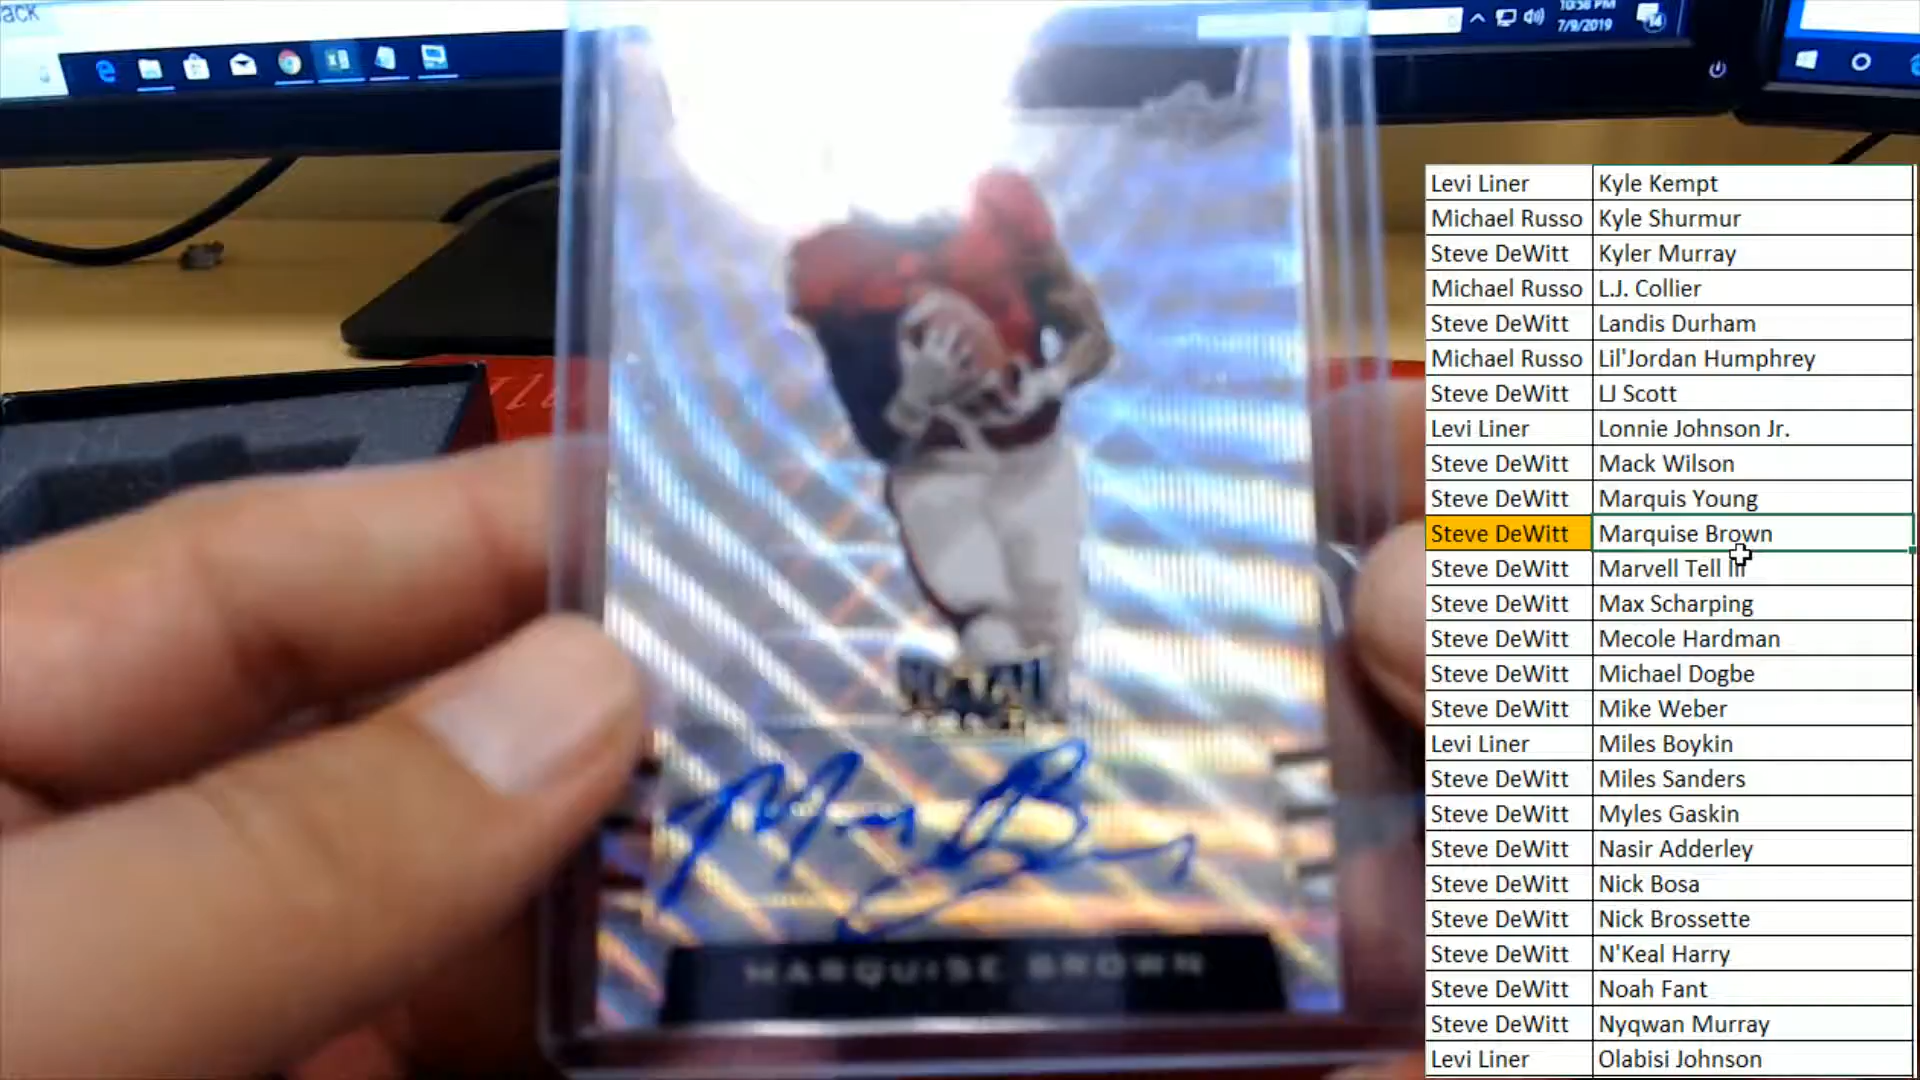 ack
10:58 PM
7/9/2019
14
MARQUISE BROWN
Levi Liner Kyle Kempt
Michael Russo Kyle Shurmur
Steve DeWitt Kyler Murray
Michael Russo L.J. Collier
Steve DeWitt Landis Durham
Michael Russo Lil'Jordan Humphrey
Steve DeWitt LJ Scott
Levi Liner Lonnie Johnson Jr.
Steve DeWitt Mack Wilson
Steve DeWitt Marquis Young
Steve DeWitt Marquise Brown
Steve DeWitt Marvell Tell III
Steve DeWitt Max Scharping
Steve DeWitt Mecole Hardman
Steve DeWitt Michael Dogbe
Steve DeWitt Mike Weber
Levi Liner Miles Boykin
Steve DeWitt Miles Sanders
Steve DeWitt Myles Gaskin
Steve DeWitt Nasir Adderley
Steve DeWitt Nick Bosa
Steve DeWitt Nick Brossette
Steve DeWitt N'Keal Harry
Steve DeWitt Noah Fant
Steve DeWitt Nyqwan Murray
Levi Liner Olabisi Johnson